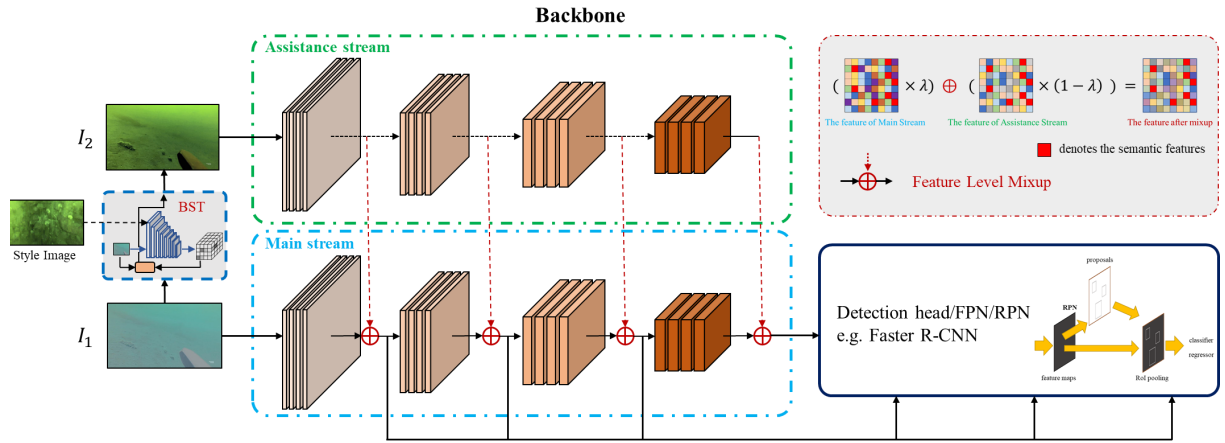 Backbone
Assistance stream
I₂
BST
Style Image
I₁
Main stream
( × λ) ⊕ ( × (1 − λ) ) =
The feature of Main Stream
The feature of Assistance Stream
The feature after mixup
denotes the semantic features
Feature Level Mixup
Detection head/FPN/RPN
e.g. Faster R-CNN
proposals
RPN
feature maps
RoI pooling
classifier
regressor